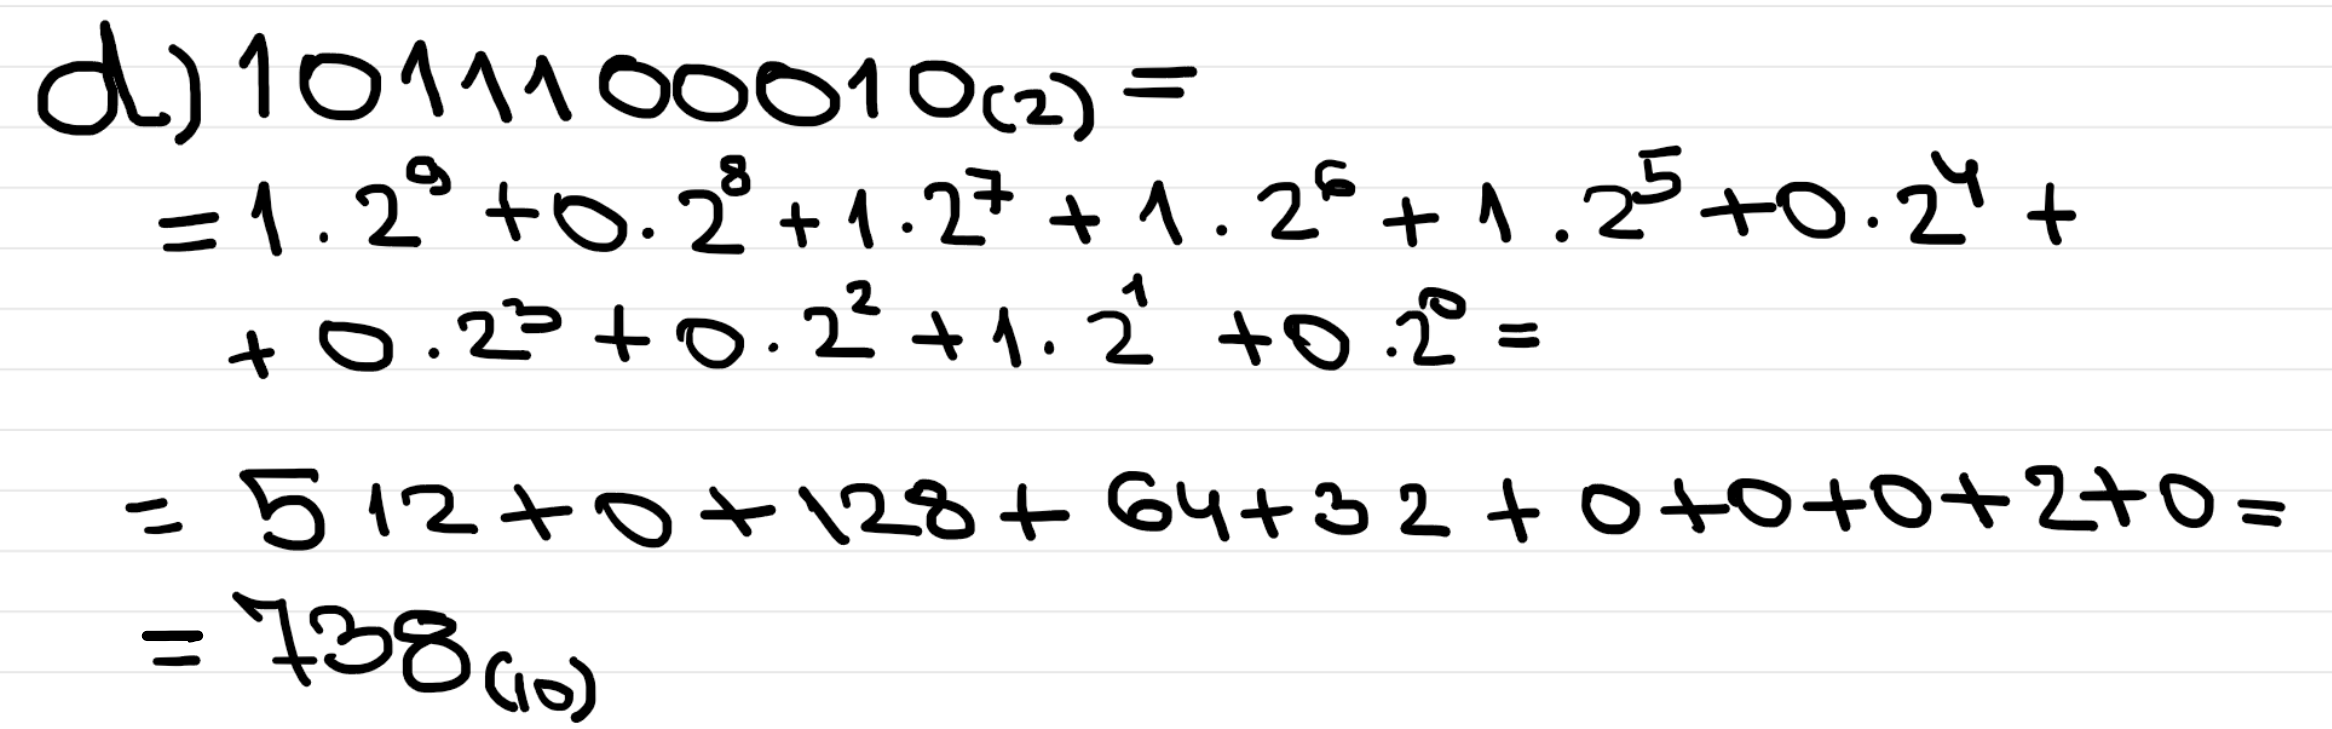 d) 1011100010₍₂₎ =
= 1 · 2⁹ + 0 · 2⁸ + 1 · 2⁷ + 1 · 2⁶ + 1 · 2⁵ + 0 · 2⁴ +
+ 0 · 2³ + 0 · 2² + 1 · 2¹ + 0 · 2⁰ =
= 512 + 0 + 128 + 64 + 32 + 0 + 0 + 0 + 2 + 0 =
= 738₍₁₀₎